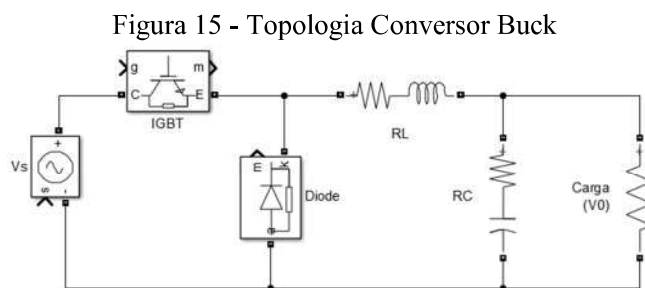 Figura 15 - Topologia Conversor Buck
g
m
C
E
IGBT
RL
+
Vs
s
-
m
k
Diode
a
RC
Carga
(V0)
+
+
+